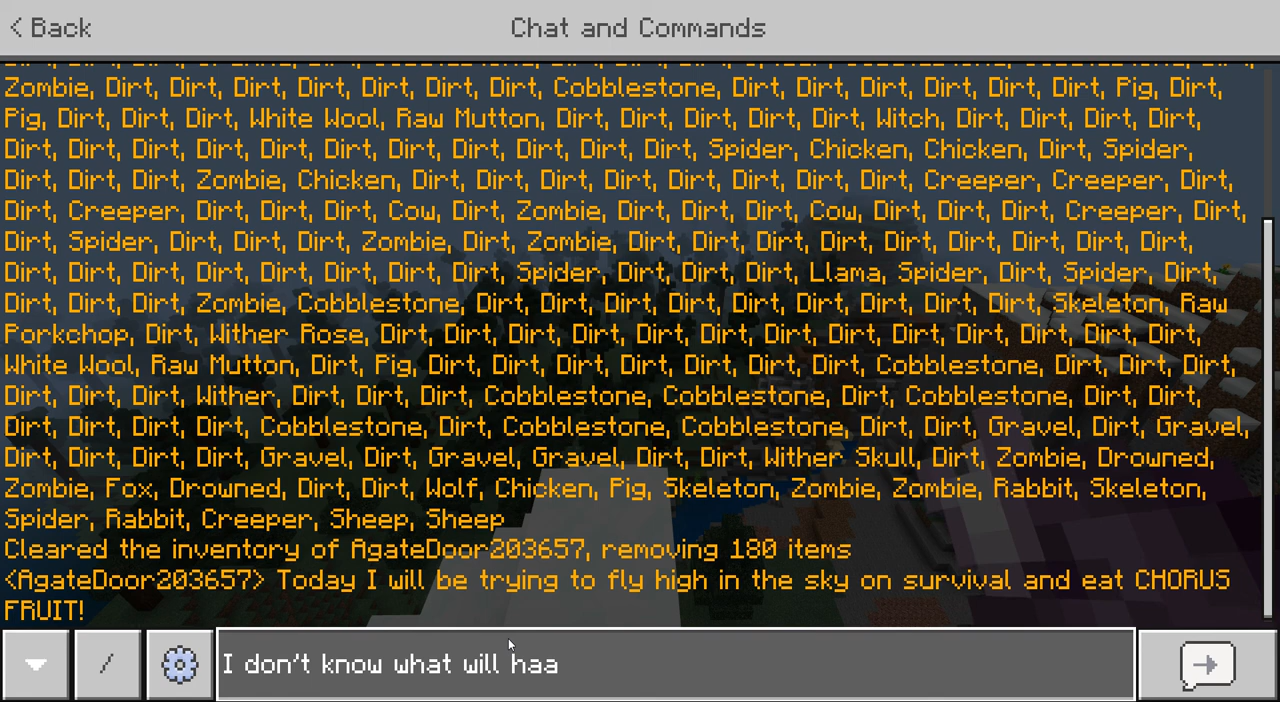 Back
Chat and Commands
Zombie, Dirt, Dirt, Dirt, Dirt, Dirt, Dirt, Cobblestone, Dirt, Dirt, Dirt, Dirt, Dirt, Dirt, Pig, Dirt,
Pig, Dirt, Dirt, Dirt, White Wool, Raw Mutton, Dirt, Dirt, Dirt, Dirt, Dirt, Witch, Dirt, Dirt, Dirt, Dirt,
Dirt, Dirt, Dirt, Dirt, Dirt, Dirt, Dirt, Dirt, Dirt, Dirt, Dirt, Spider, Chicken, Chicken, Dirt, Spider,
Dirt, Dirt, Dirt, Zombie, Chicken, Dirt, Dirt, Dirt, Dirt, Dirt, Dirt, Dirt, Dirt, Creeper, Creeper, Dirt,
Dirt, Creeper, Dirt, Dirt, Dirt, Cow, Dirt, Zombie, Dirt, Dirt, Dirt, Cow, Dirt, Dirt, Dirt, Creeper, Dirt,
Dirt, Spider, Dirt, Dirt, Dirt, Zombie, Dirt, Zombie, Dirt, Dirt, Dirt, Dirt, Dirt, Dirt, Dirt, Dirt, Dirt,
Dirt, Dirt, Dirt, Dirt, Dirt, Dirt, Dirt, Dirt, Spider, Dirt, Dirt, Dirt, Llama, Spider, Dirt, Spider, Dirt,
Dirt, Dirt, Dirt, Zombie, Cobblestone, Dirt, Dirt, Dirt, Dirt, Dirt, Dirt, Dirt, Dirt, Dirt, Skeleton, Raw
Porkchop, Dirt, Wither Rose, Dirt, Dirt, Dirt, Dirt, Dirt, Dirt, Dirt, Dirt, Dirt, Dirt, Dirt, Dirt, Dirt,
White Wool, Raw Mutton, Dirt, Pig, Dirt, Dirt, Dirt, Dirt, Dirt, Dirt, Dirt, Cobblestone, Dirt, Dirt, Dirt,
Dirt, Dirt, Dirt, Wither, Dirt, Dirt, Dirt, Cobblestone, Cobblestone, Dirt, Cobblestone, Dirt, Dirt,
Dirt, Dirt, Dirt, Dirt, Cobblestone, Dirt, Cobblestone, Cobblestone, Dirt, Dirt, Gravel, Dirt, Gravel,
Dirt, Dirt, Dirt, Dirt, Gravel, Dirt, Gravel, Gravel, Dirt, Dirt, Wither Skull, Dirt, Zombie, Drowned,
Zombie, Fox, Drowned, Dirt, Dirt, Wolf, Chicken, Pig, Skeleton, Zombie, Zombie, Rabbit, Skeleton,
Spider, Rabbit, Creeper, Sheep, Sheep
Cleared the inventory of AgateDoor203657, removing 180 items
<AgateDoor203657> Today I will be trying to fly high in the sky on survival and eat CHORUS
FRUIT!
/
I don't know what will haa